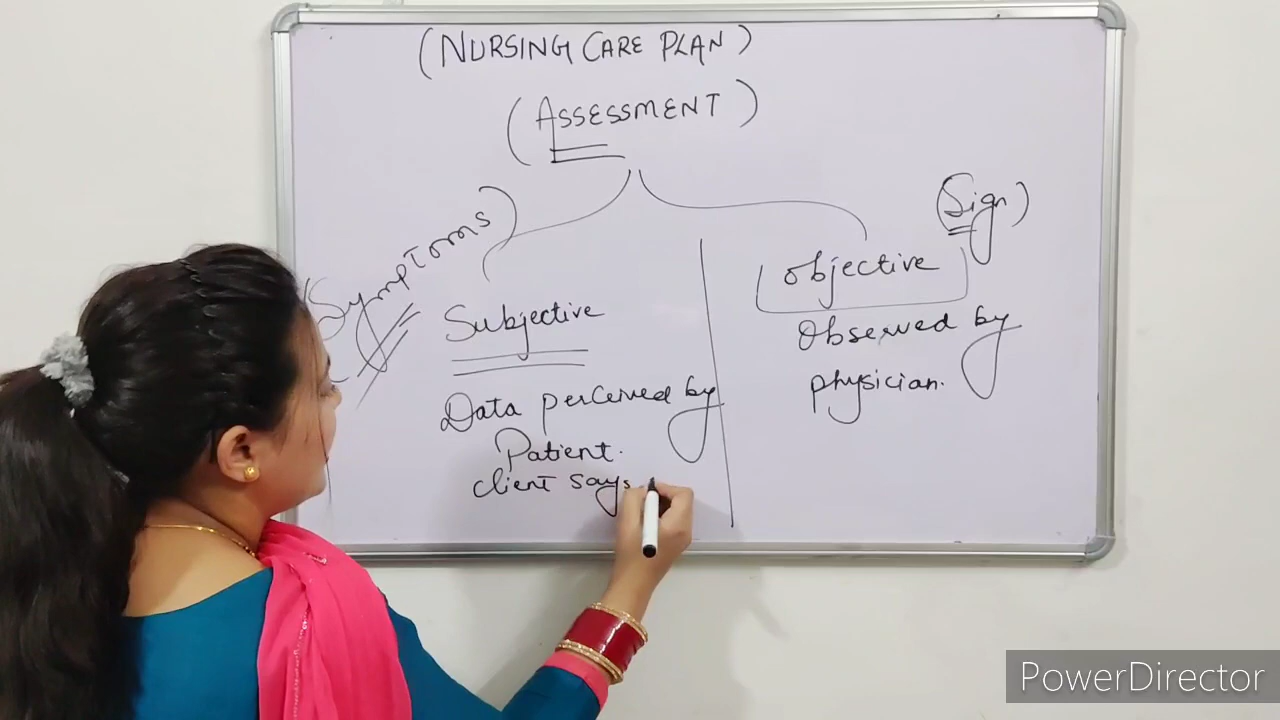 (NURSING CARE PLAN)
(ASSESSMENT)
(Symptoms)
Subjective
Data perceived by
Patient.
Client says
(Sign)
objective
Observed by
physician.
PowerDirector